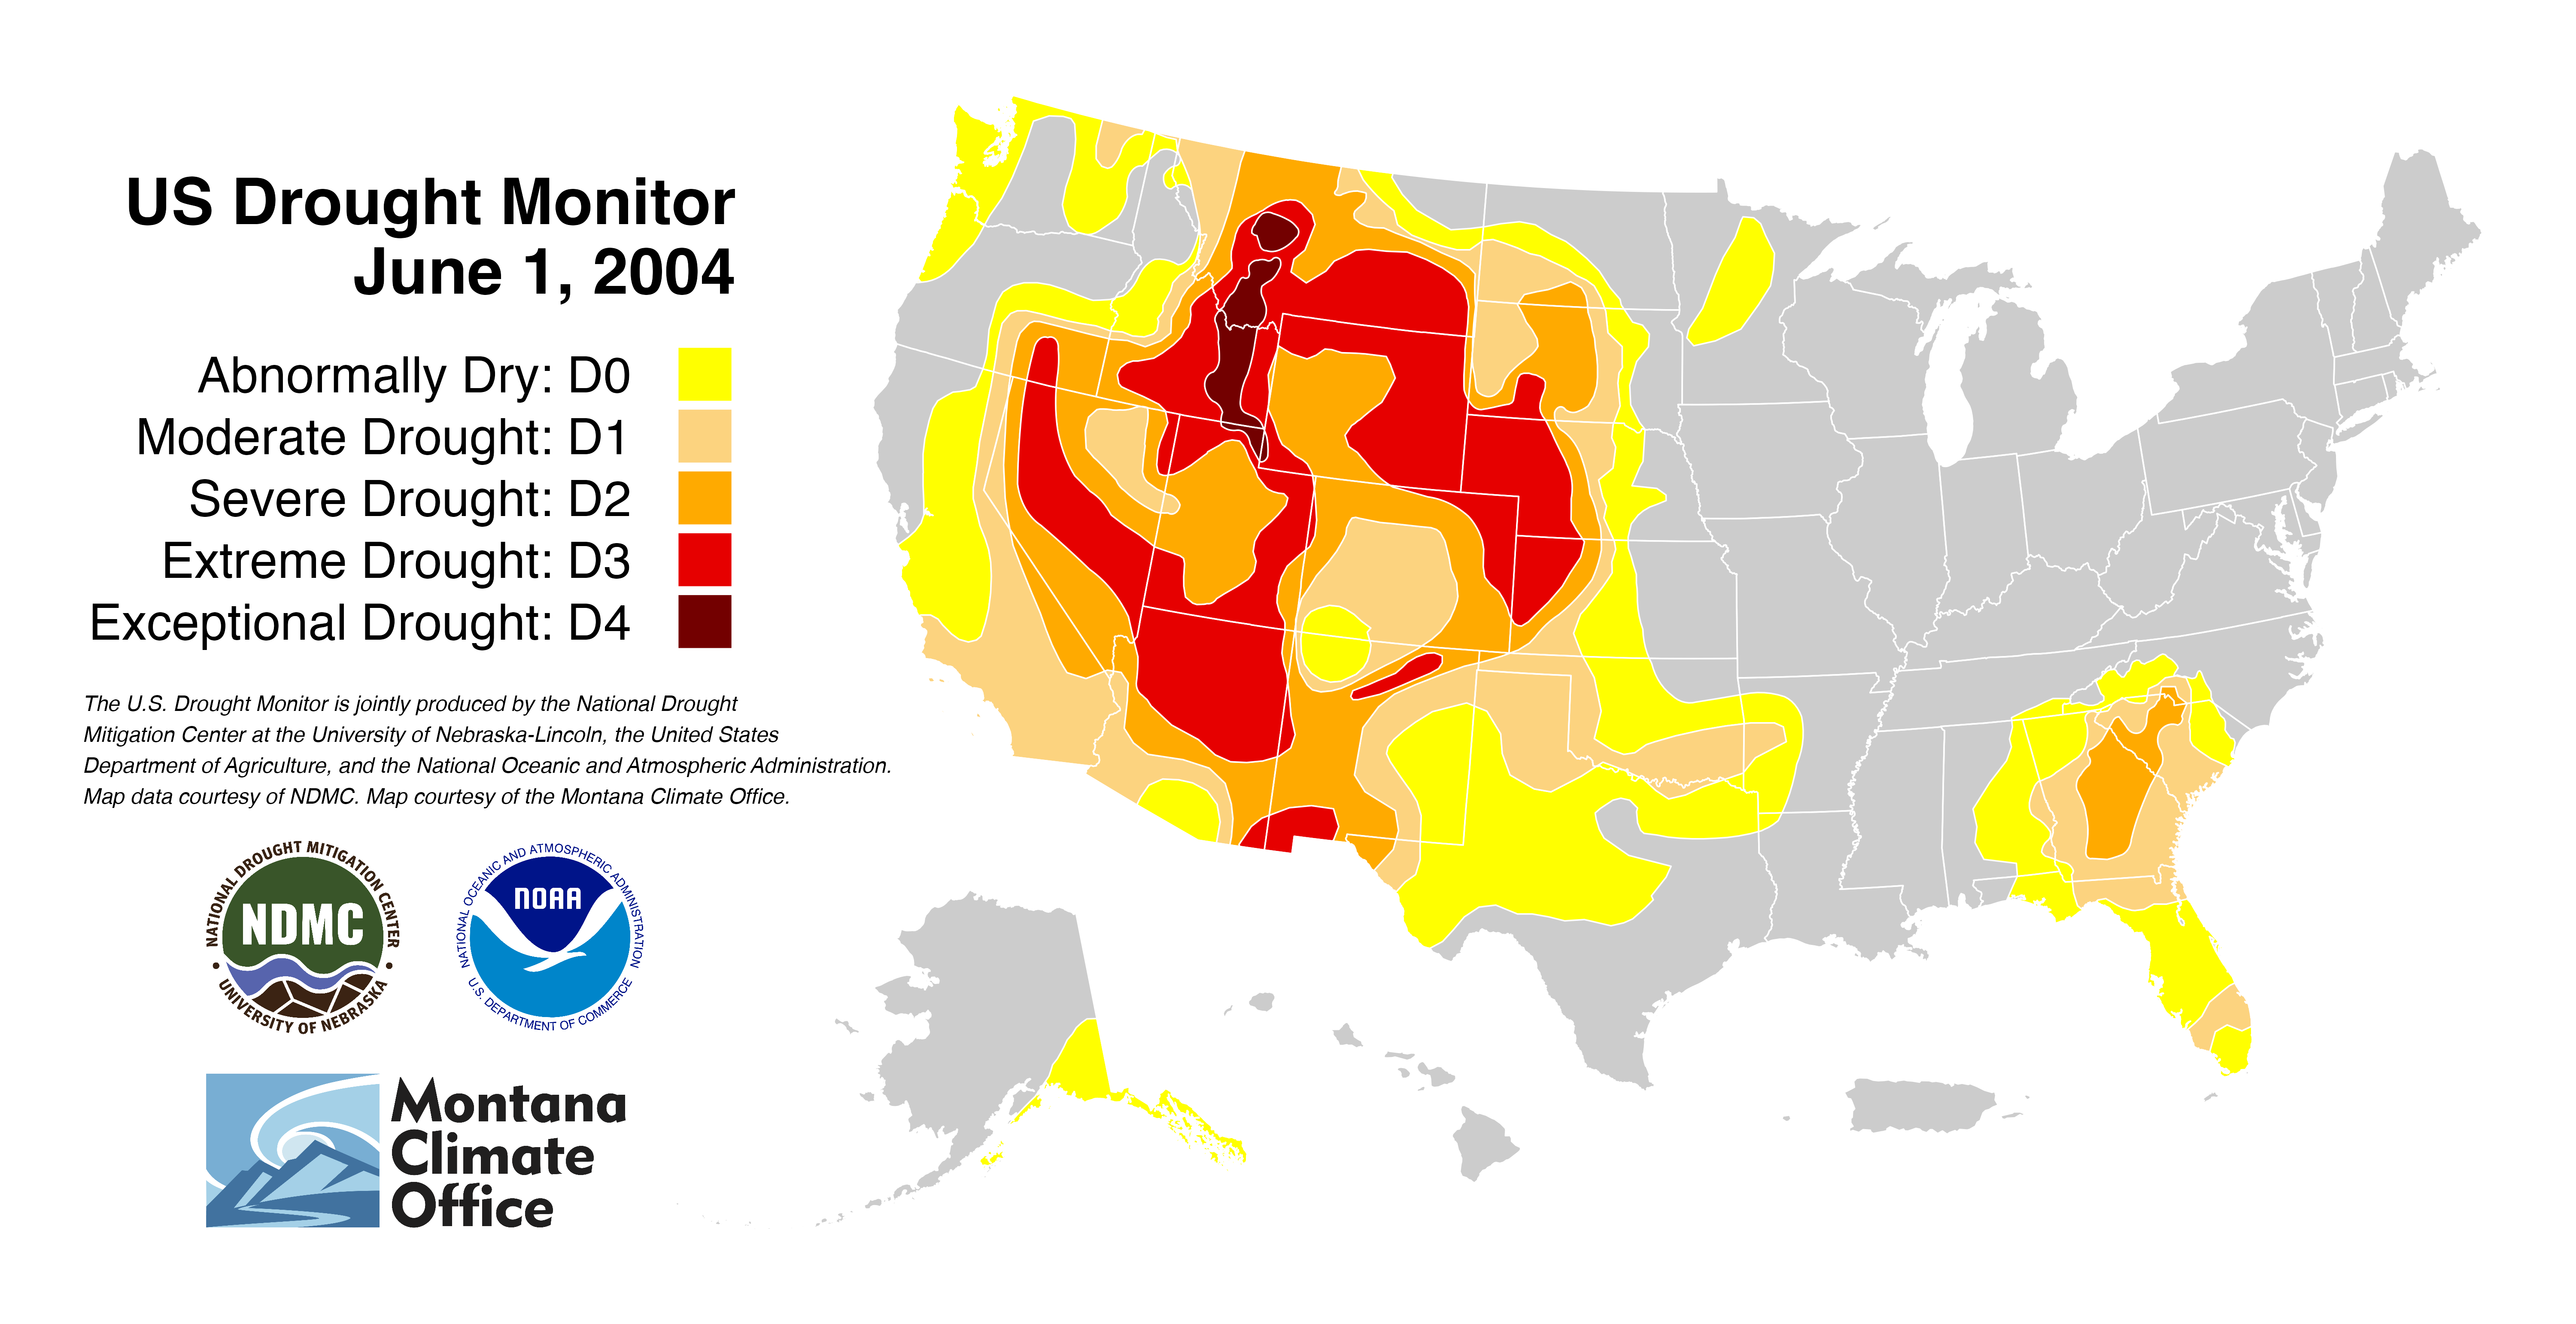 US Drought Monitor
June 1, 2004
Abnormally Dry: D0
Moderate Drought: D1
Severe Drought: D2
Extreme Drought: D3
Exceptional Drought: D4
The U.S. Drought Monitor is jointly produced by the National Drought
Mitigation Center at the University of Nebraska-Lincoln, the United States
Department of Agriculture, and the National Oceanic and Atmospheric Administration.
Map data courtesy of NDMC. Map courtesy of the Montana Climate Office.
NATIONAL DROUGHT MITIGATION CENTER
NDMC
• UNIVERSITY OF NEBRASKA •
NATIONAL OCEANIC AND ATMOSPHERIC ADMINISTRATION
NOAA
U.S. DEPARTMENT OF COMMERCE
Montana
Climate
Office